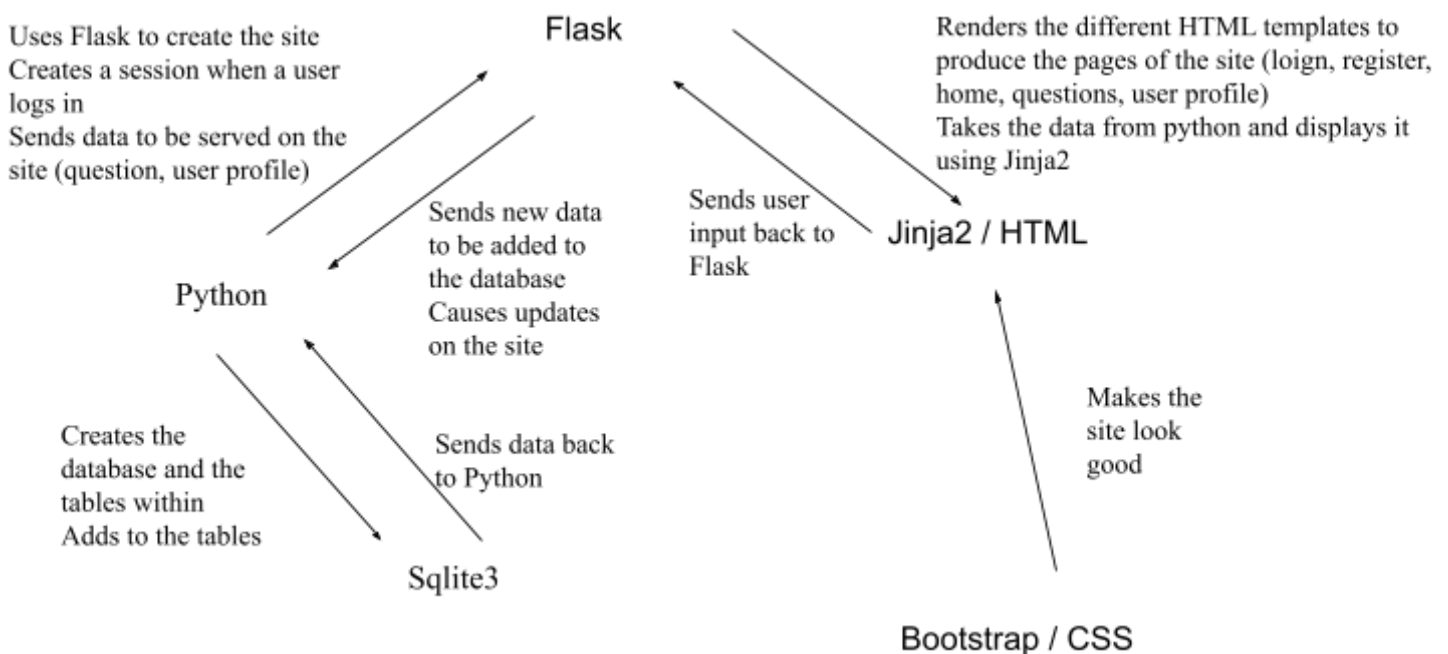 Uses Flask to create the site
Creates a session when a user
logs in
Sends data to be served on the
site (question, user profile)
Flask
Renders the different HTML templates to
produce the pages of the site (loign, register,
home, questions, user profile)
Takes the data from python and displays it
using Jinja2
Sends new data
to be added to
the database
Causes updates
on the site
Sends user
input back to
Flask
Jinja2 / HTML
Python
Creates the
database and the
tables within
Adds to the tables
Sends data back
to Python
Makes the
site look
good
Sqlite3
Bootstrap / CSS